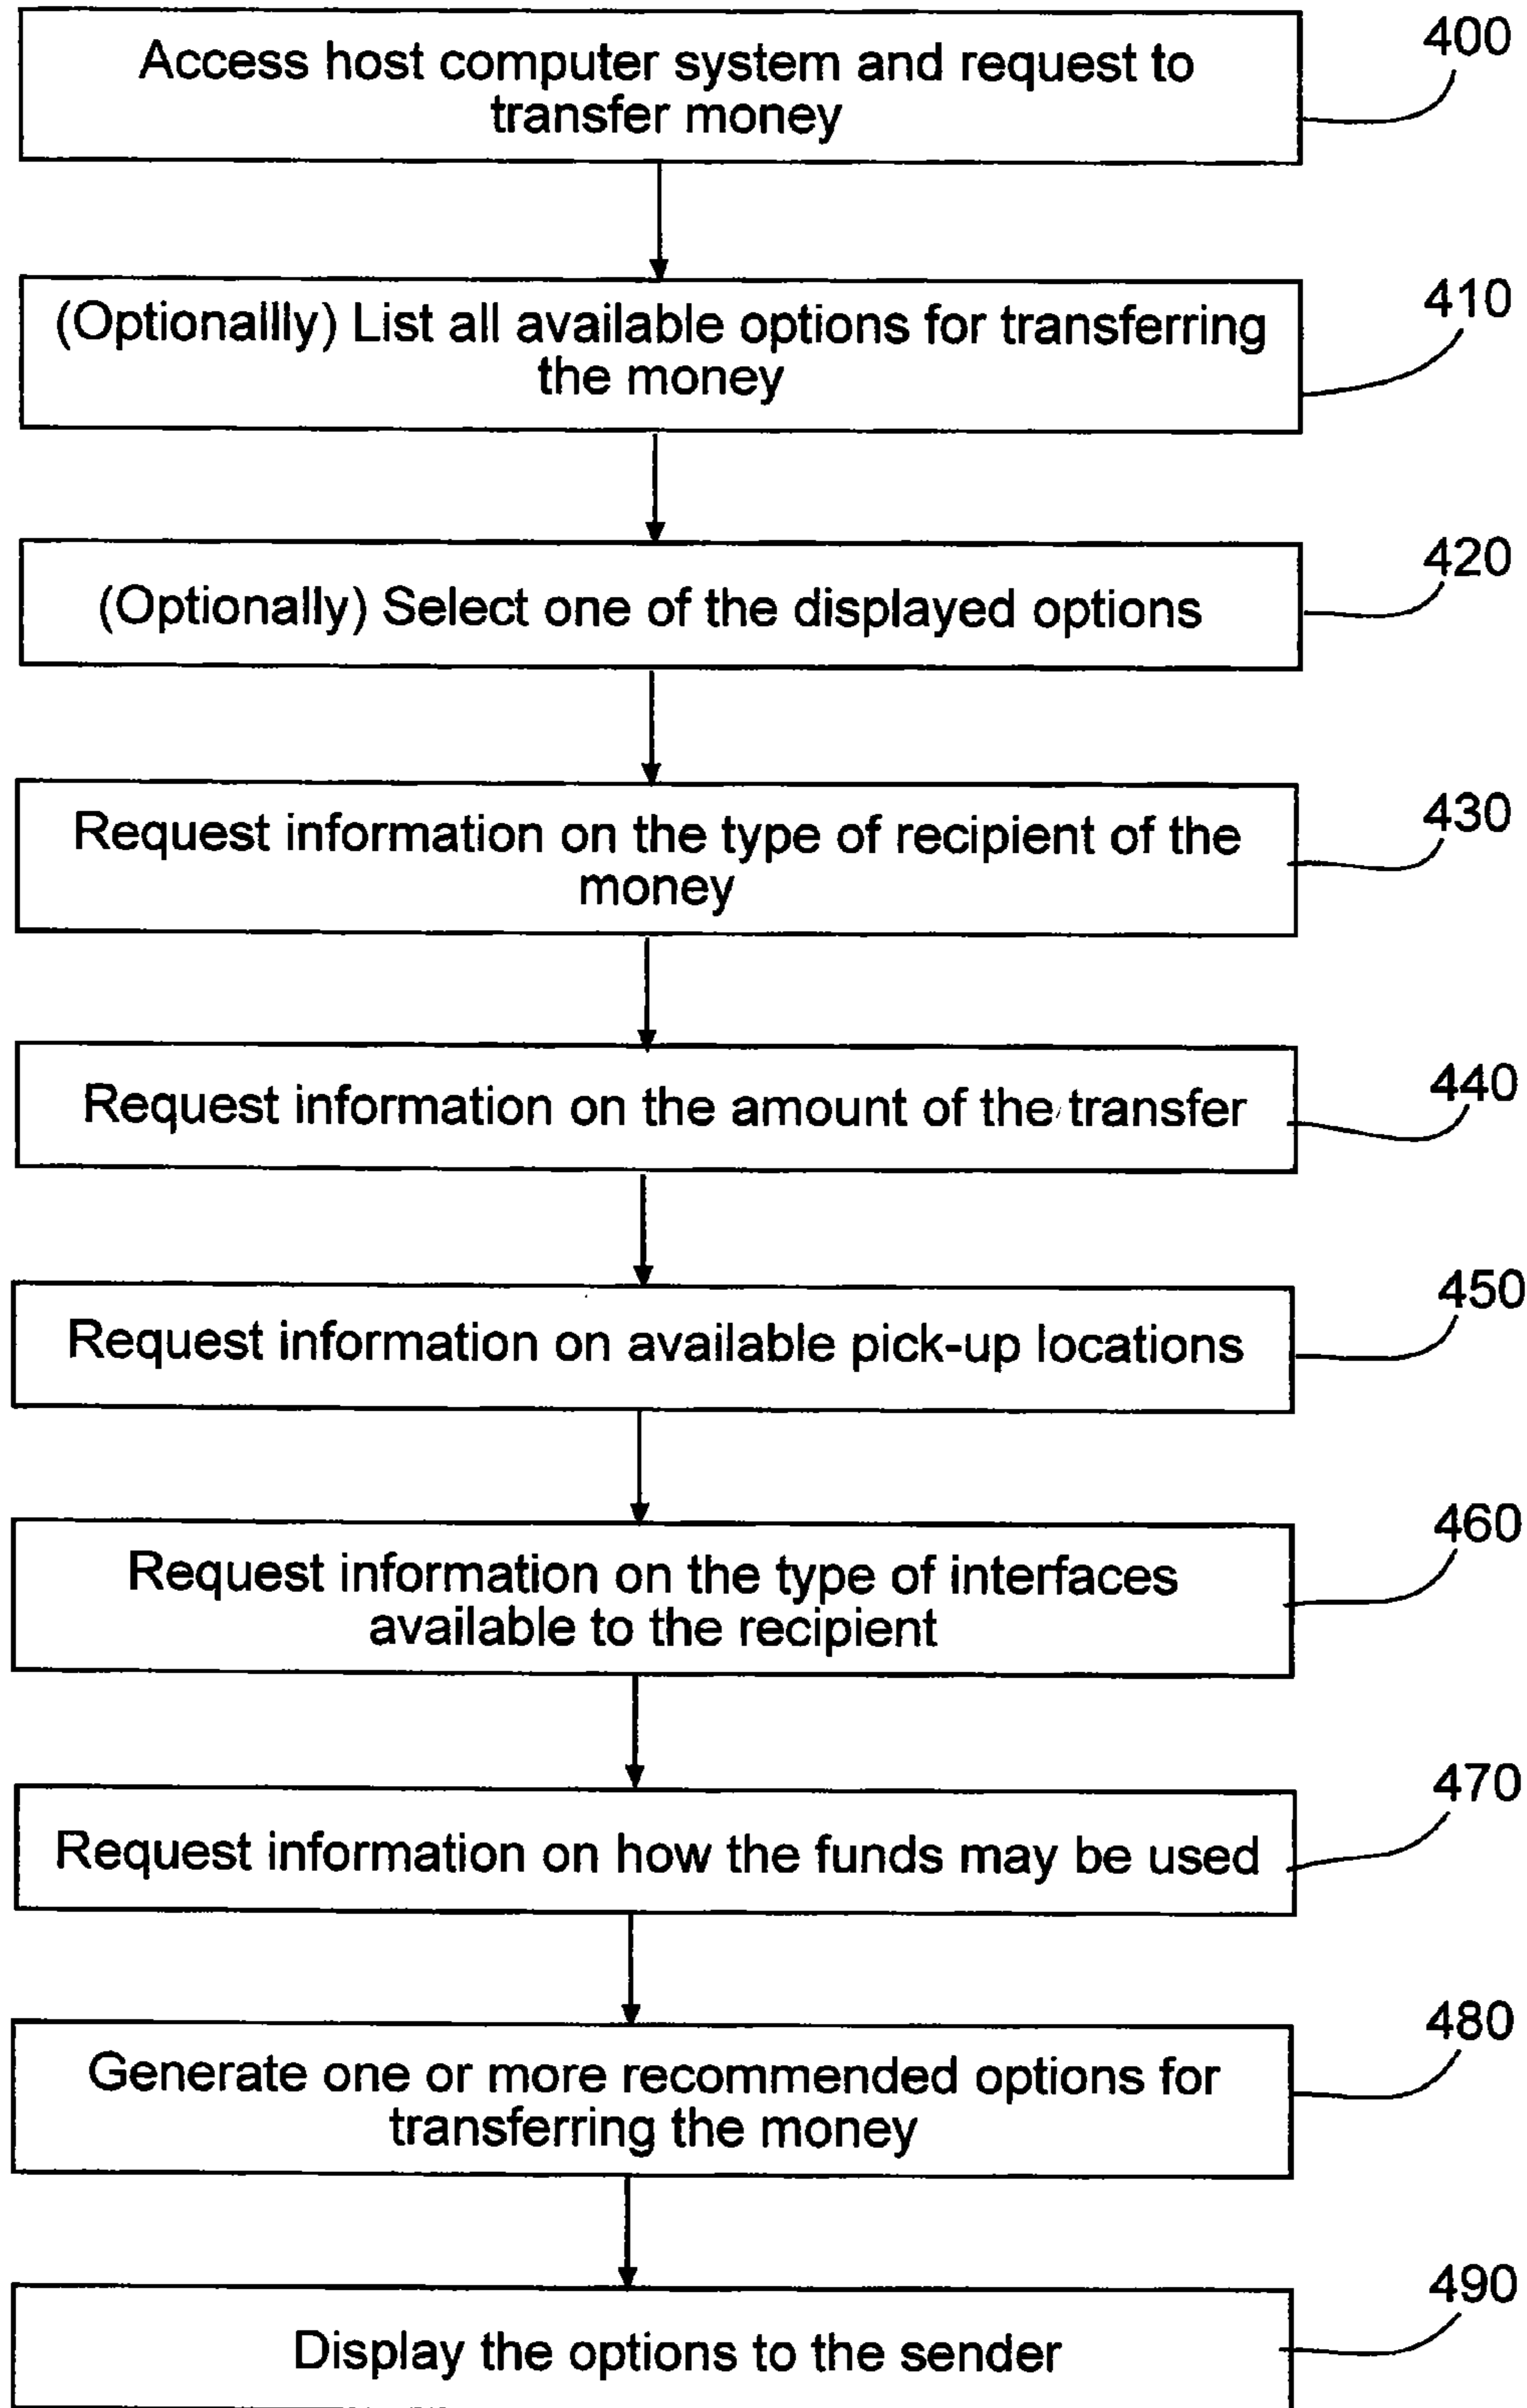 Access host computer system and request to
transfer money
400
(Optionailly) List all available options for transferring
the money
410
(Optionally) Select one of the displayed options
420
Request information on the type of recipient of the
money
430
Request information on the amount of the transfer
440
Request information on available pick-up locations
450
Request information on the type of interfaces
available to the recipient
460
Request information on how the funds may be used
470
Generate one or more recommended options for
transferring the money
480
Display the options to the sender
490